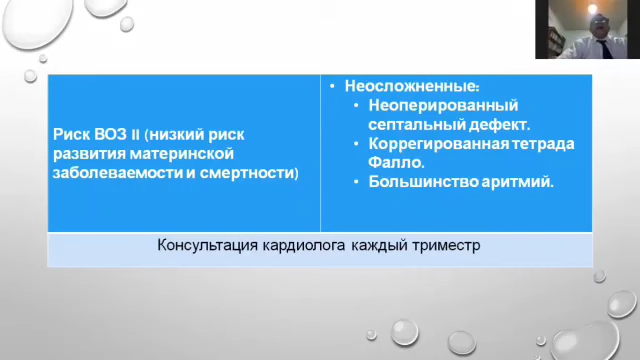 Риск ВОЗ II (низкий риск
развития материнской
заболеваемости и смертности)
• Неосложненные:
• Неоперированный
септальный дефект.
• Коррегированная тетрада
Фалло.
• Большинство аритмий.
Консультация кардиолога каждый триместр